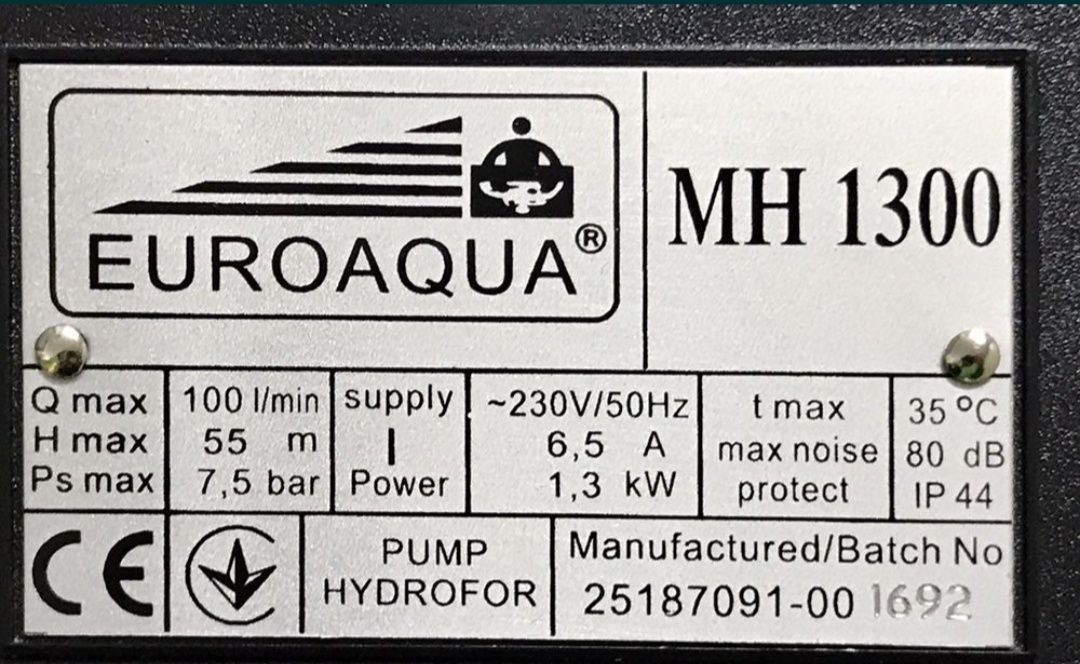 EUROAQUA®
MH 1300
Q max 100 l/min supply ~230V/50Hz t max 35 °C
H max 55 m I 6,5 A max noise 80 dB
Ps max 7,5 bar Power 1,3 kW protect IP 44
CE PUMP HYDROFOR
Manufactured/Batch No
25187091-00 1692